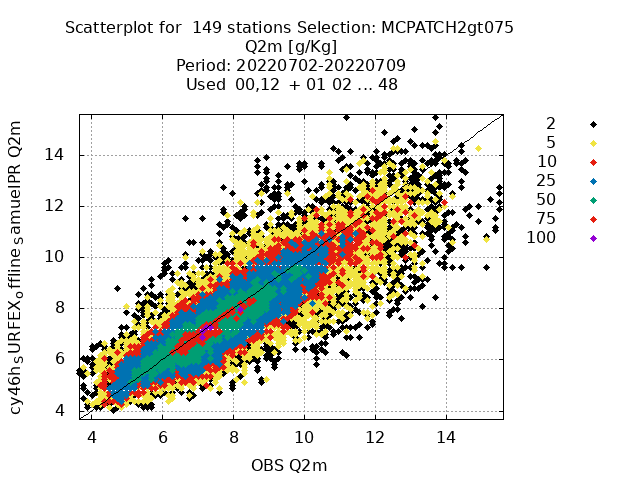 Scatterplot for 149 stations Selection: MCPATCH2gt075
Q2m [g/Kg]
Period: 20220702-20220709
Used 00,12 + 01 02 ... 48
cy46h_sURFEX_offline_samuelPR Q2m
14
12
10
8
6
4
4 6 8 10 12 14
OBS Q2m
2
5
10
25
50
75
100